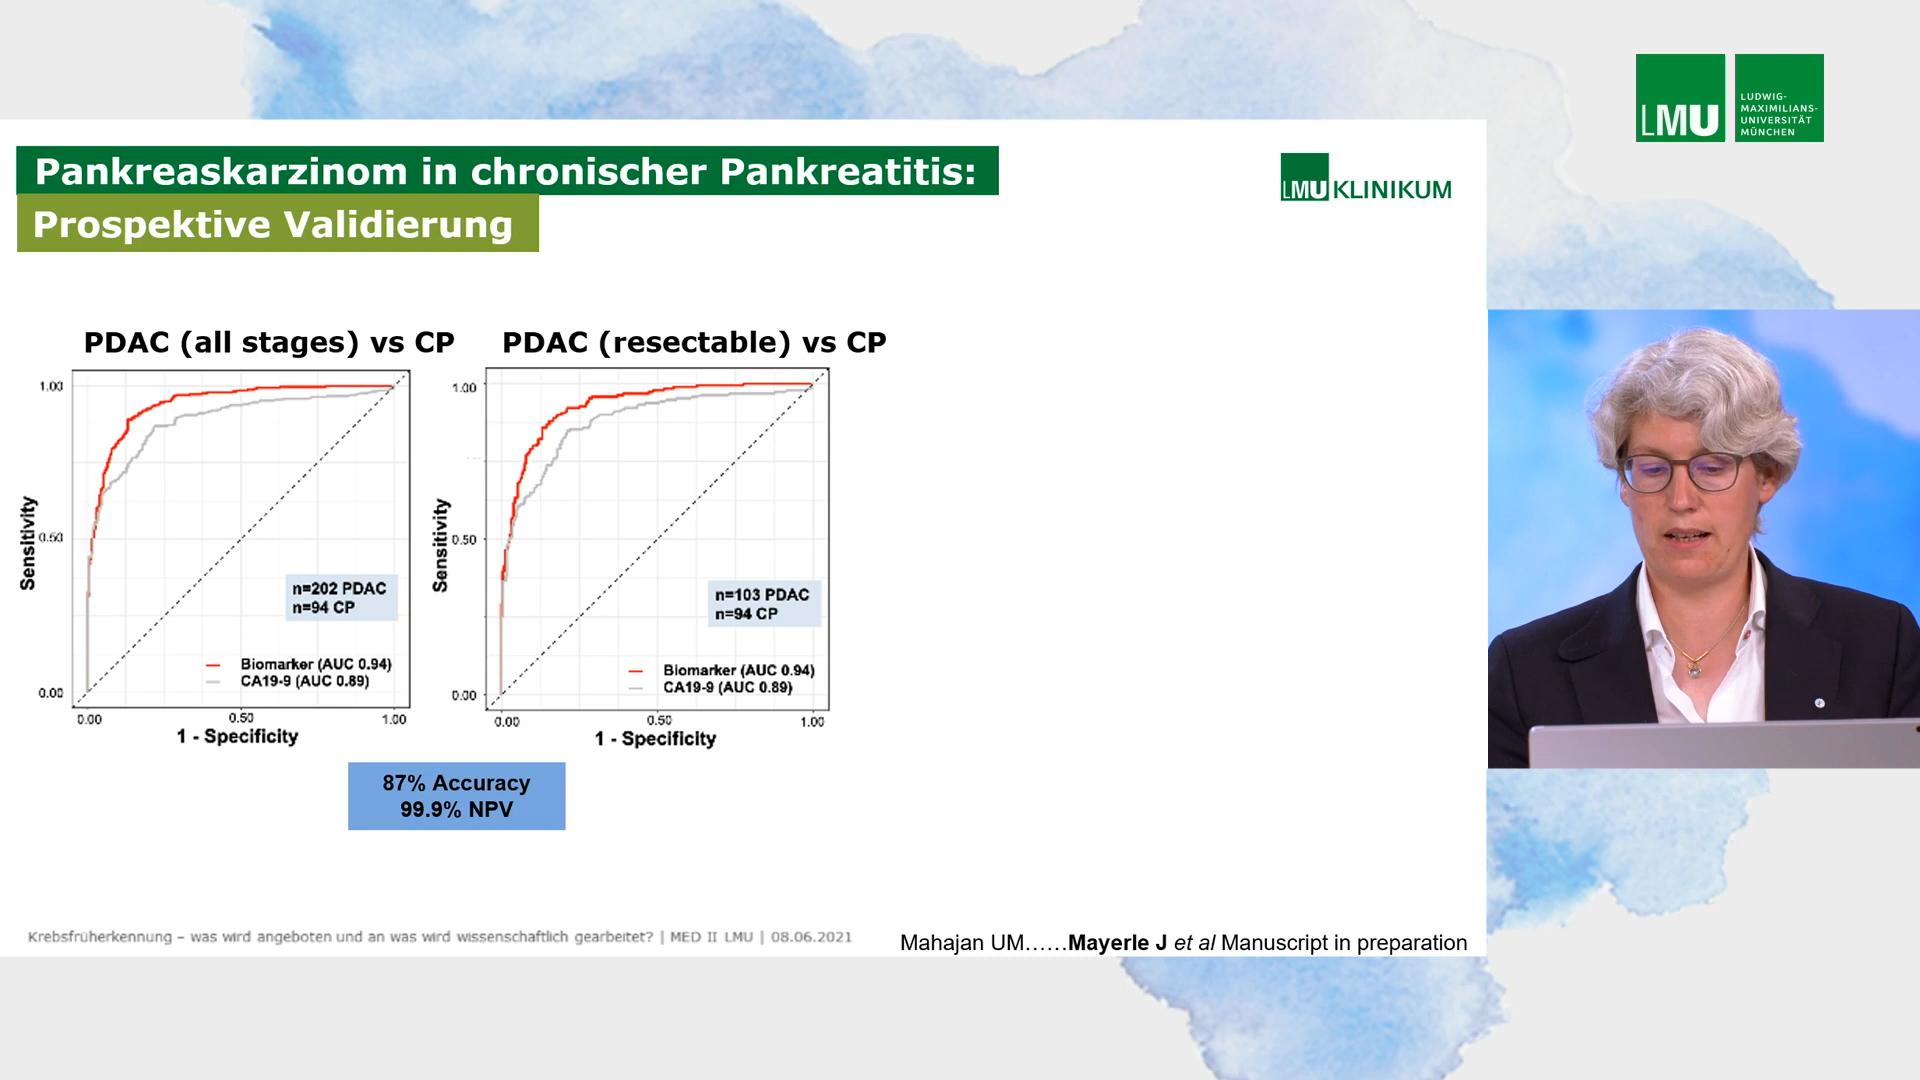 LMU
LUDWIG-
MAXIMILIANS-
UNIVERSITÄT
MÜNCHEN
Pankreaskarzinom in chronischer Pankreatitis:
Prospektive Validierung
LMU KLINIKUM
PDAC (all stages) vs CP
1.00
0.50
0.00
Sensitivity
n=202 PDAC
n=94 CP
Biomarker (AUC 0.94)
CA19-9 (AUC 0.89)
0.00 0.50 1.00
1 - Specificity
PDAC (resectable) vs CP
1.00
0.50
0.00
Sensitivity
n=103 PDAC
n=94 CP
Biomarker (AUC 0.94)
CA19-9 (AUC 0.89)
0.00 0.50 1.00
1 - Specificity
87% Accuracy
99.9% NPV
Krebsfrüherkennung – was wird angeboten und an was wird wissenschaftlich gearbeitet? | MED II LMU | 08.06.2021
Mahajan UM……Mayerle J et al Manuscript in preparation